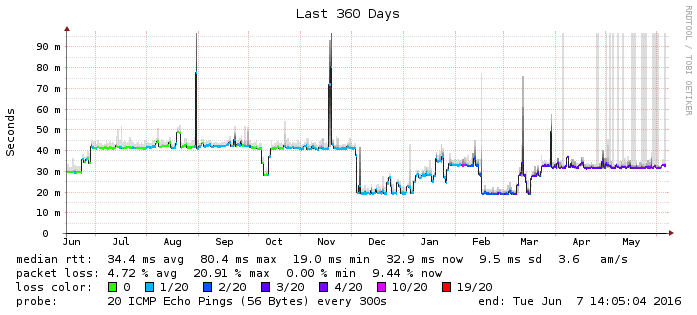 Last 360 Days
RRDTOOL / TOBI OETIKER
Seconds
90 m
80 m
70 m
60 m
50 m
40 m
30 m
20 m
10 m
0
Jun Jul Aug Sep Oct Nov Dec Jan Feb Mar Apr May
median rtt: 34.4 ms avg 80.4 ms max 19.0 ms min 32.9 ms now 9.5 ms sd 3.6 am/s
packet loss: 4.72 % avg 20.91 % max 0.00 % min 9.44 % now
loss color: 0 1/20 2/20 3/20 4/20 10/20 19/20
probe: 20 ICMP Echo Pings (56 Bytes) every 300s end: Tue Jun 7 14:05:04 2016